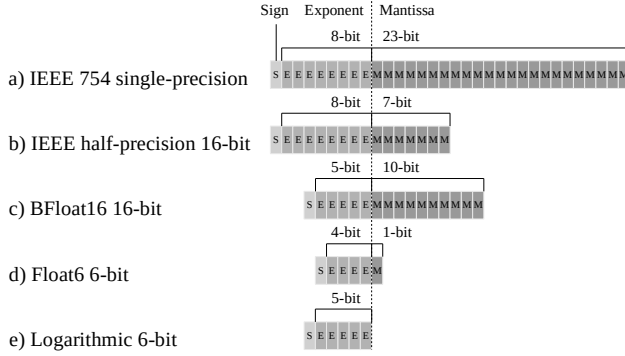 Sign Exponent Mantissa
8-bit 23-bit
a) IEEE 754 single-precision S E E E E E E E E M M M M M M M M M M M M M M M M M M M M M M M
8-bit 7-bit
b) IEEE half-precision 16-bit S E E E E E E E E M M M M M M M
5-bit 10-bit
c) BFloat16 16-bit S E E E E E M M M M M M M M M M
4-bit 1-bit
d) Float6 6-bit S E E E E M
5-bit
e) Logarithmic 6-bit S E E E E E